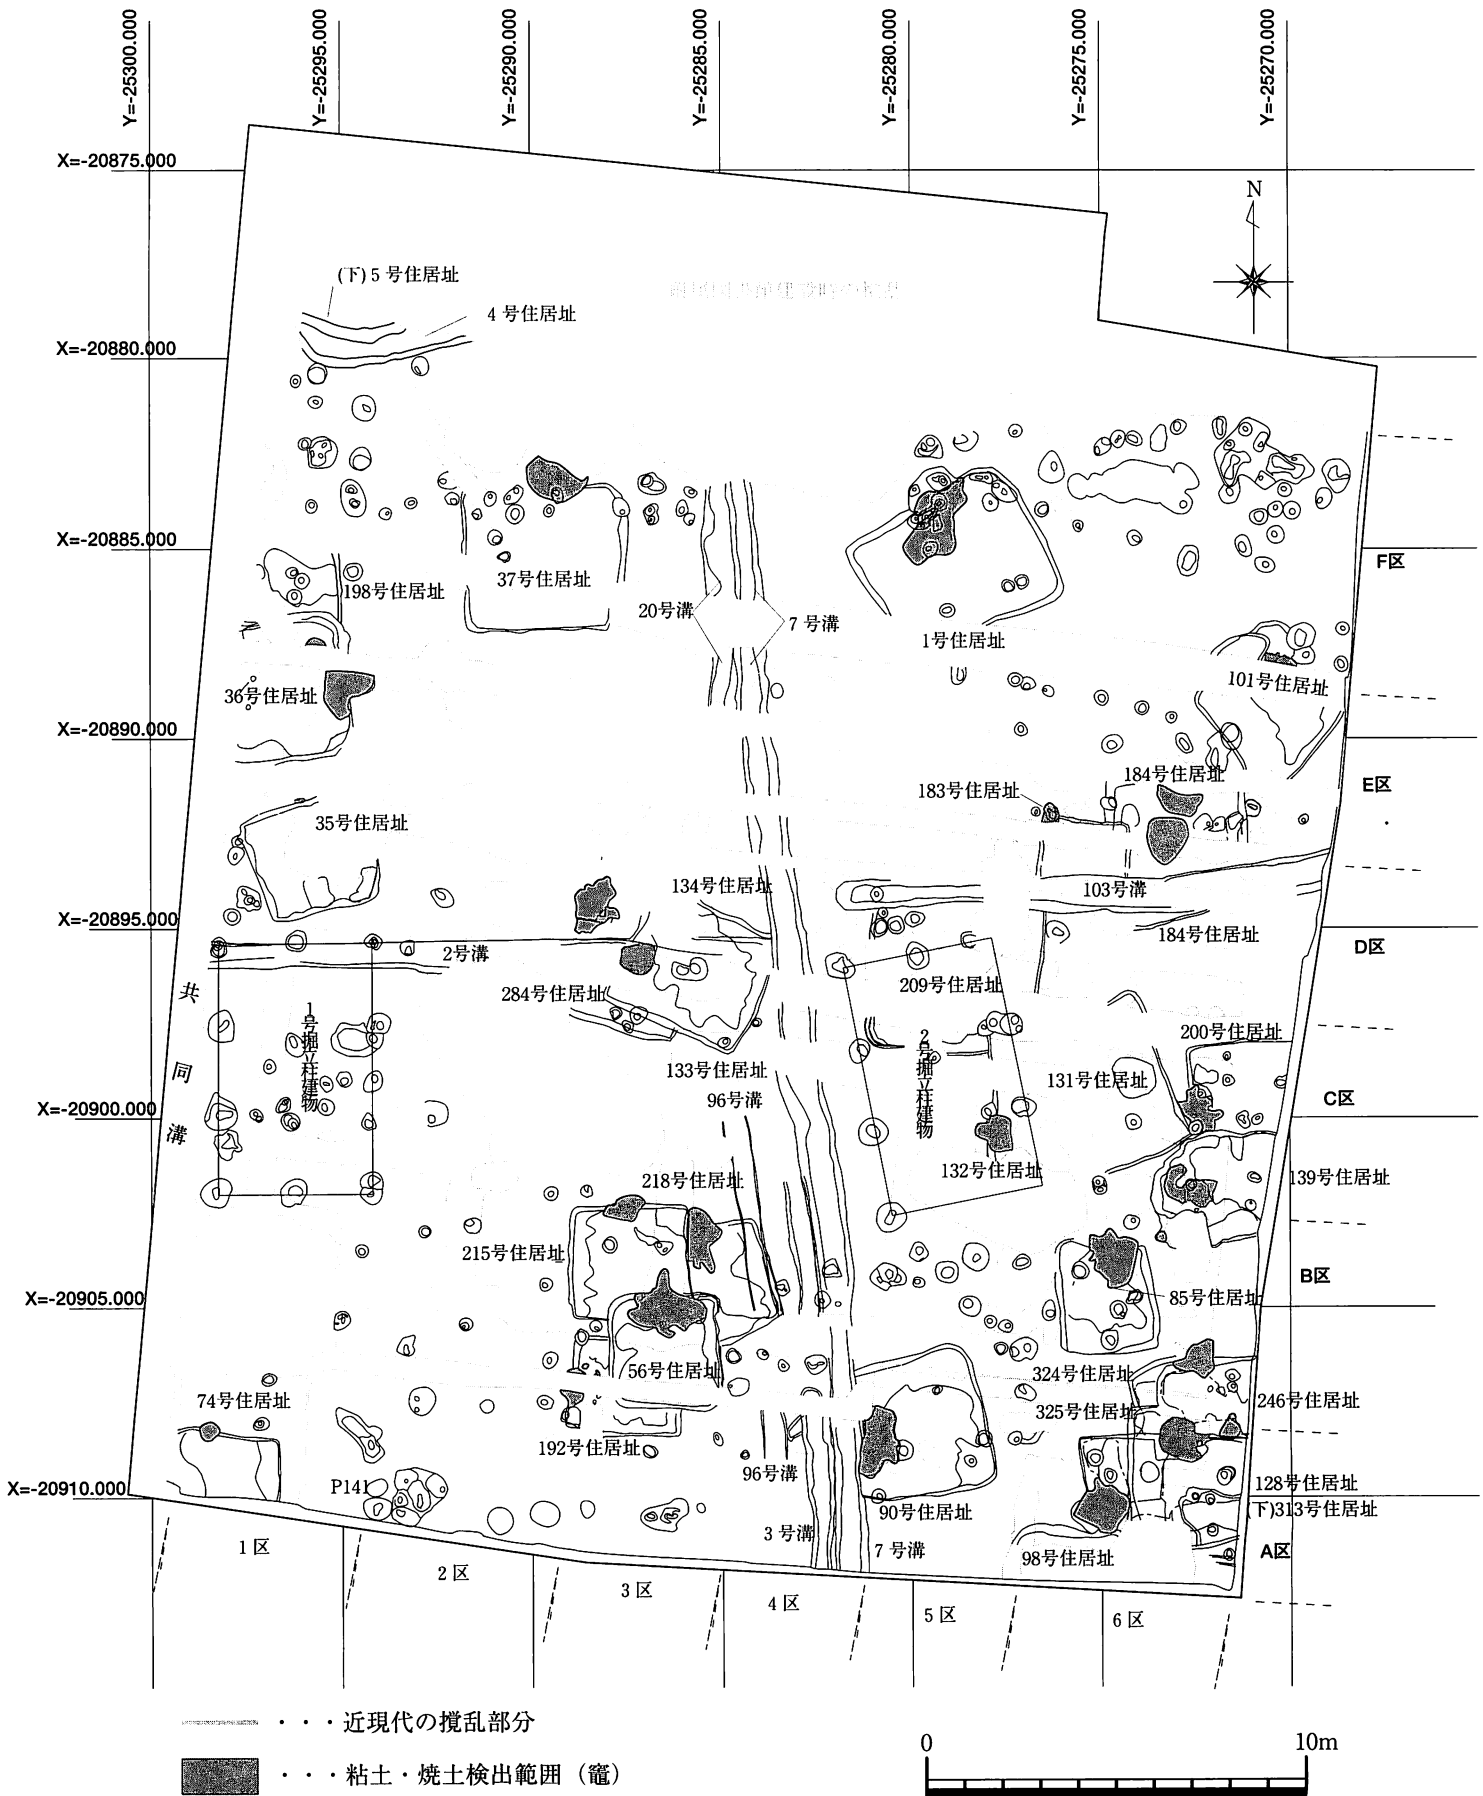 Y=-25300.000
Y=-25295.000
Y=-25290.000
Y=-25285.000
Y=-25280.000
Y=-25275.000
Y=-25270.000
X=-20875.000
N
(下)5号住居址
4号住居址
X=-20880.000
X=-20885.000
F区
198号住居址
37号住居址
20号溝
7号溝
1号住居址
101号住居址
36号住居址
X=-20890.000
E区
183号住居址
184号住居址
35号住居址
134号住居址
103号溝
X=-20895.000
184号住居址
D区
2号溝
284号住居址
209号住居址
共同溝
1号掘立柱建物
2号掘立柱建物
200号住居址
133号住居址
131号住居址
96号溝
C区
X=-20900.000
132号住居址
139号住居址
218号住居址
215号住居址
B区
X=-20905.000
85号住居址
56号住居址
324号住居址
74号住居址
325号住居址
246号住居址
192号住居址
96号溝
P141
X=-20910.000
128号住居址
90号住居址
(下)313号住居址
3号溝
7号溝
98号住居址
A区
1区
2区
3区
4区
5区
6区
・・・近現代の攪乱部分
・・・粘土・焼土検出範囲（竈）
0
10m